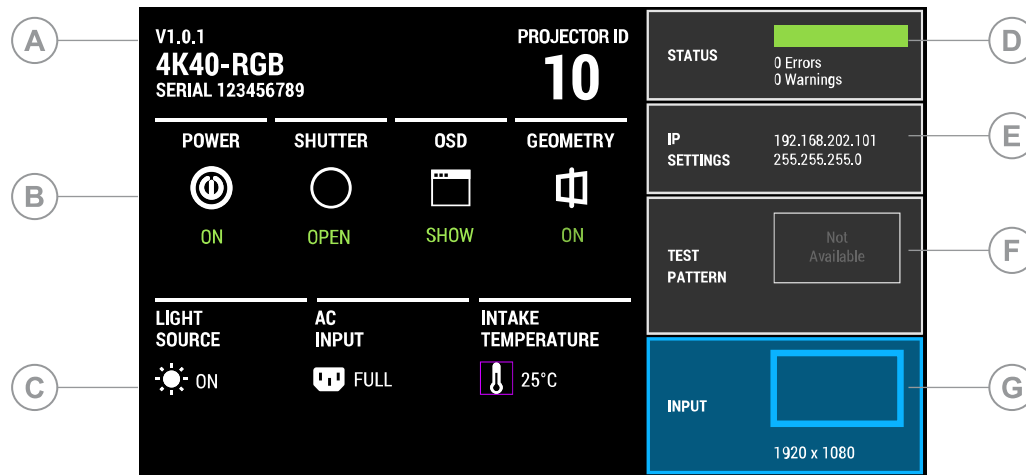 A
V1.0.1
4K40-RGB
SERIAL 123456789
PROJECTOR ID
10
B
POWER
ON
SHUTTER
OPEN
OSD
SHOW
GEOMETRY
ON
C
LIGHT
SOURCE
ON
AC
INPUT
FULL
INTAKE
TEMPERATURE
25°C
D
STATUS
0 Errors
0 Warnings
E
IP
SETTINGS
192.168.202.101
255.255.255.0
F
TEST
PATTERN
Not
Available
G
INPUT
1920 x 1080